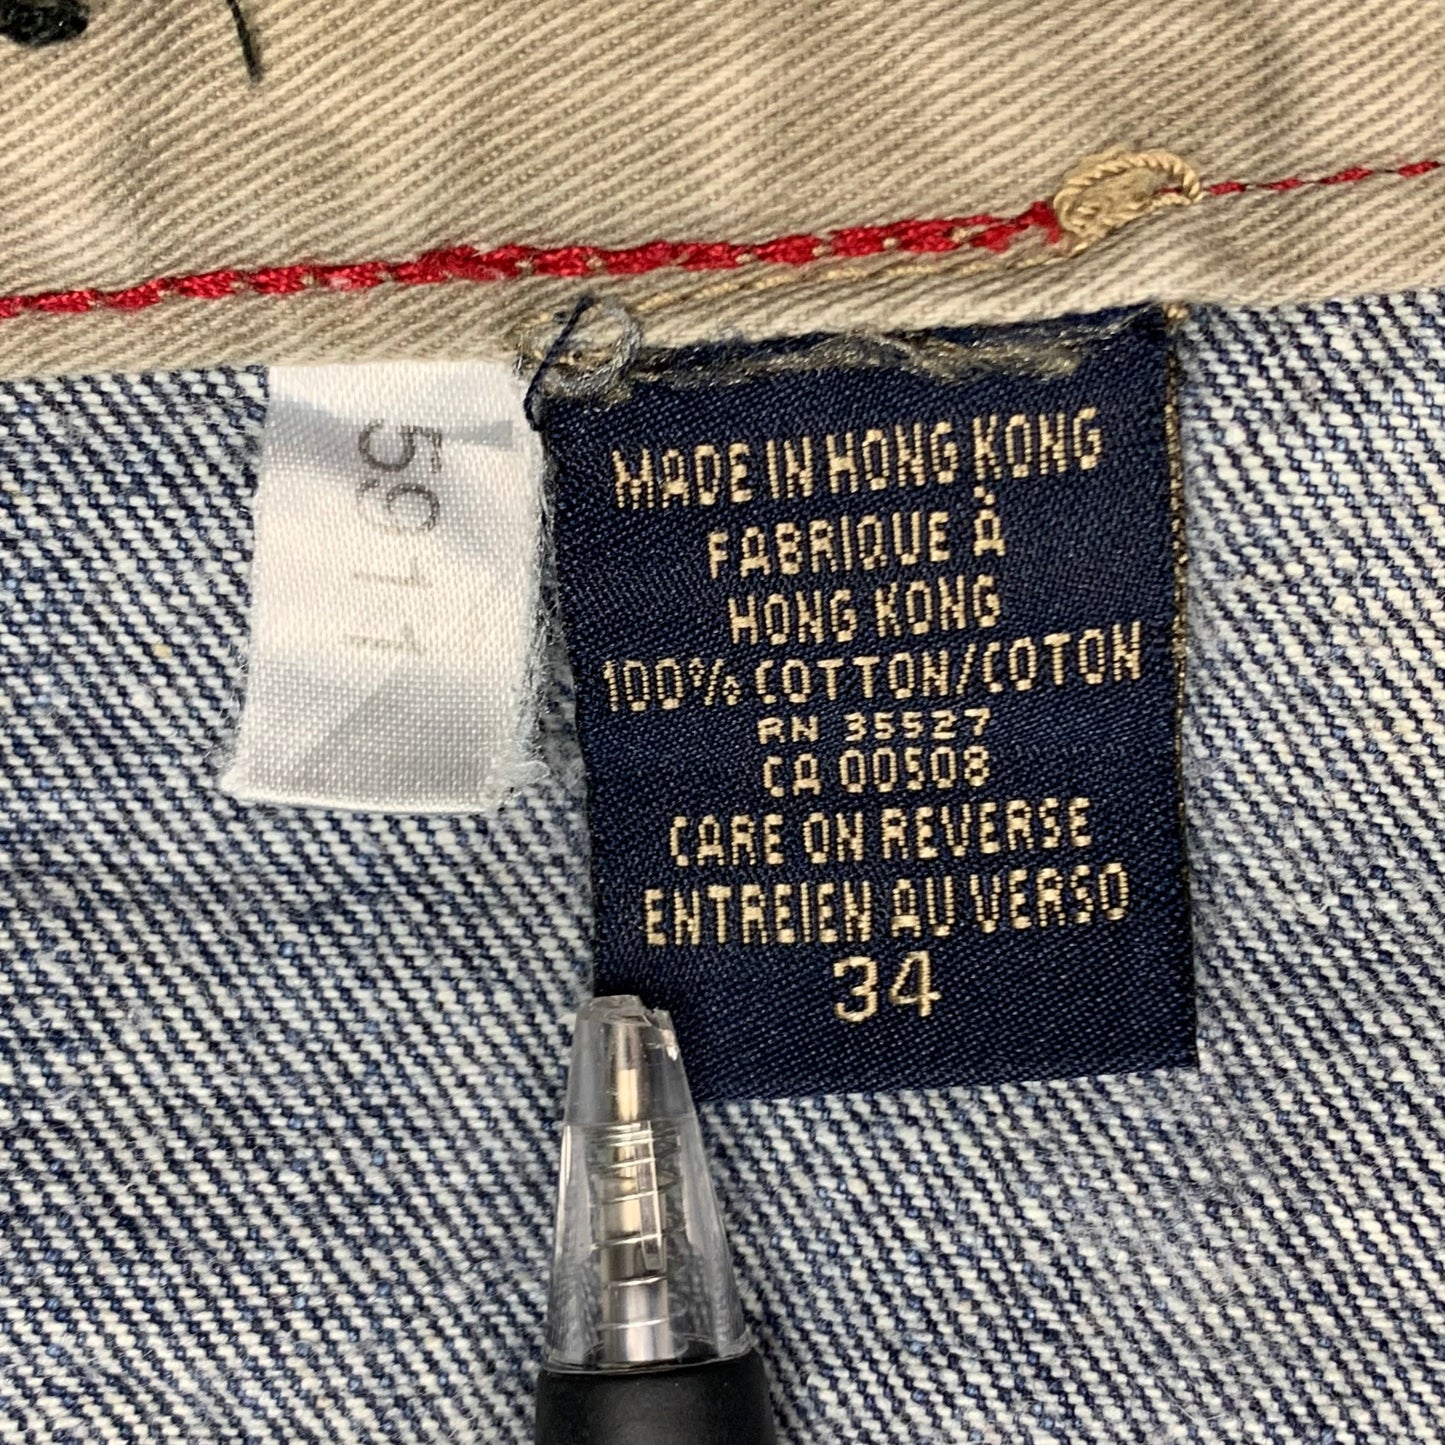 5911
MADE IN HONG KONG
FABRIQUE À
HONG KONG
100% COTTON/COTON
RN 35527
CA 00508
CARE ON REVERSE
ENTREIEN AU VERSO
34